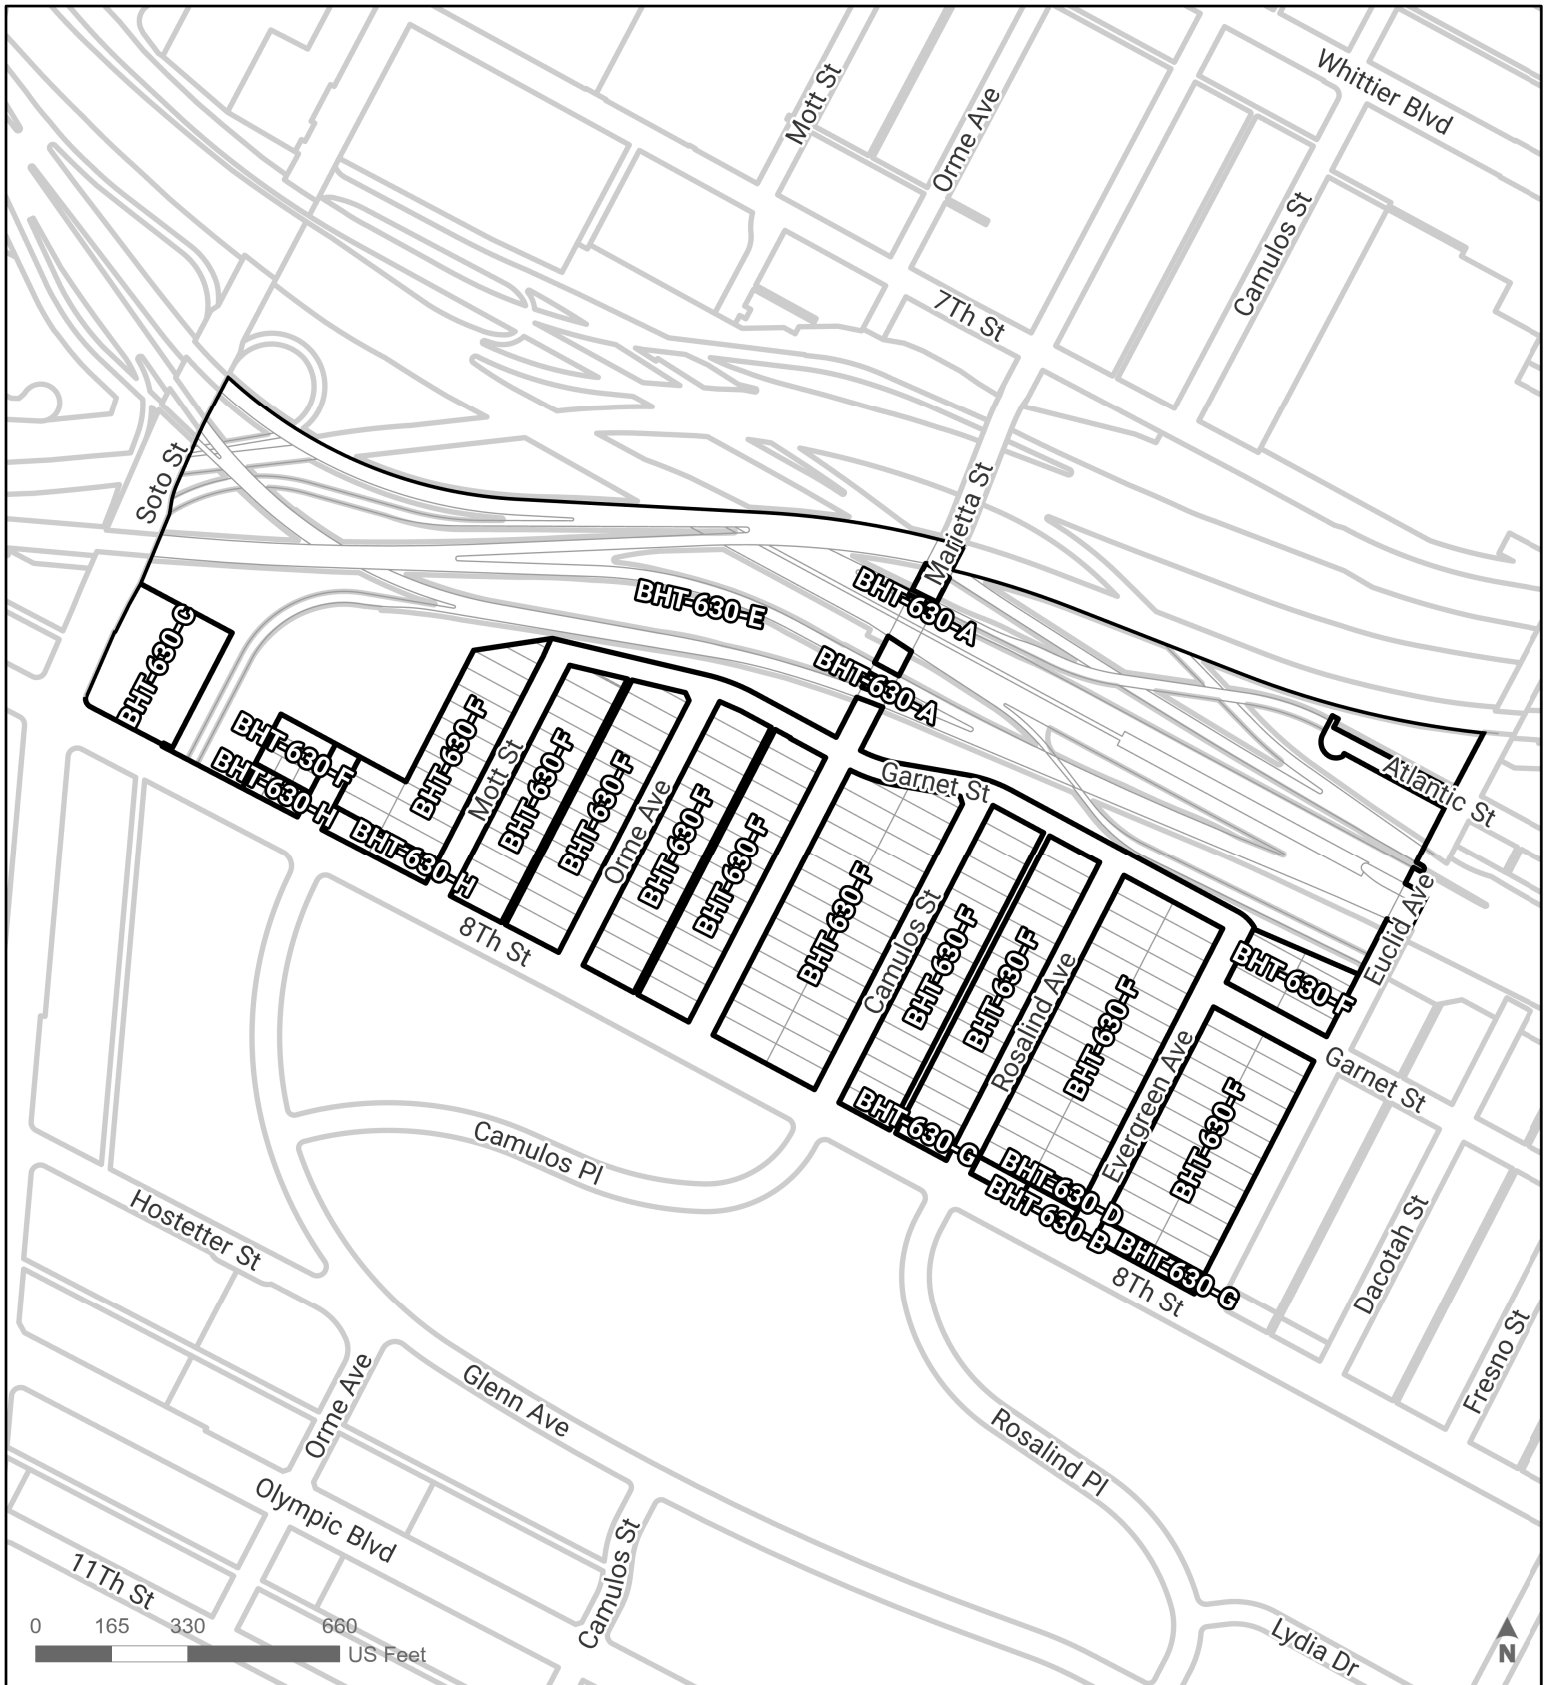 Whittier Blvd
Mott St
Orme Ave
Camulos St
7Th St
Soto St
Marietta St
BHT-630-A
BHT-630-E
BHT-630-A
BHT-630-C
BHT-630-F
BHT-630-H
BHT-630-F
BHT-630-H
Mott St
BHT-630-F
BHT-630-F
Orme Ave
BHT-630-F
BHT-630-F
Garnet St
Atlantic St
BHT-630-F
Camulos St
BHT-630-F
BHT-630-F
Rosalind Ave
BHT-630-F
Euclid Ave
BHT-630-F
8Th St
Evergreen Ave
BHT-630-F
Garnet St
BHT-630-G
BHT-630-D
BHT-630-B
BHT-630-G
8Th St
Camulos Pl
Hostetter St
Dacotah St
Fresno St
Orme Ave
Glenn Ave
Rosalind Pl
Olympic Blvd
Camulos St
11Th St
Lydia Dr
0 165 330 660
US Feet
N